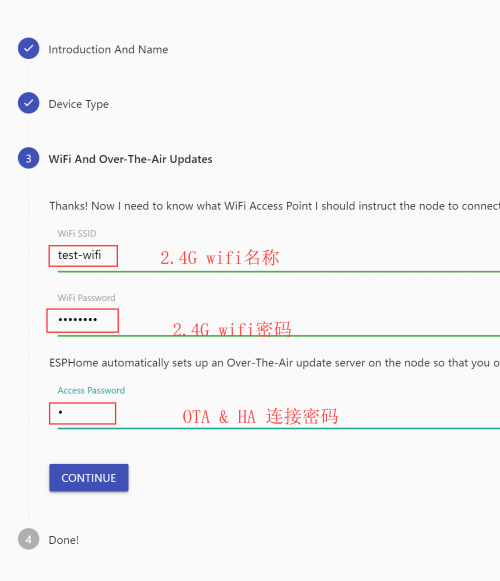 Introduction And Name
Device Type
3 WiFi And Over-The-Air Updates
Thanks! Now I need to know what WiFi Access Point I should instruct the node to connect
WiFi SSID
test-wifi 2.4G wifi名称
WiFi Password
•••••••• 2.4G wifi密码
ESPHome automatically sets up an Over-The-Air update server on the node so that you o
Access Password
• OTA & HA 连接密码
CONTINUE
4 Done!